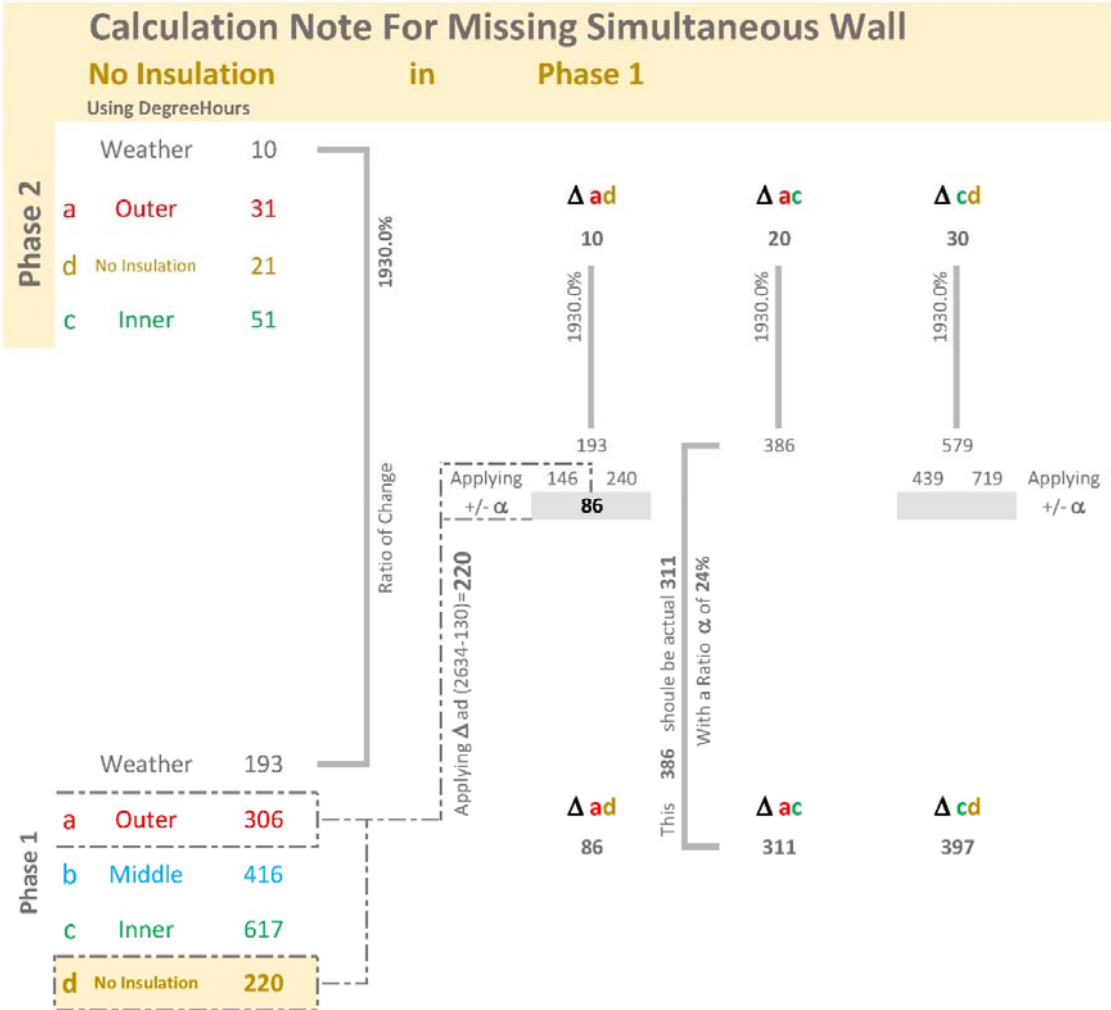 Calculation Note For Missing Simultaneous Wall
No Insulation in Phase 1
Using DegreeHours
Phase 2
Weather 10
a Outer 31
d No Insulation 21
c Inner 51
1930.0%
Ratio of Change
Δ ad Δ ac Δ cd
10 20 30
1930.0% 1930.0% 1930.0%
193 386 579
Applying 146 240 439 719 Applying
+/- α 86 +/- α
Applying Δ ad (2634-130)=220
This 386 shoule be actual 311
With a Ratio α of 24%
Phase 1
Weather 193
a Outer 306
b Middle 416
c Inner 617
d No Insulation 220
Δ ad Δ ac Δ cd
86 311 397